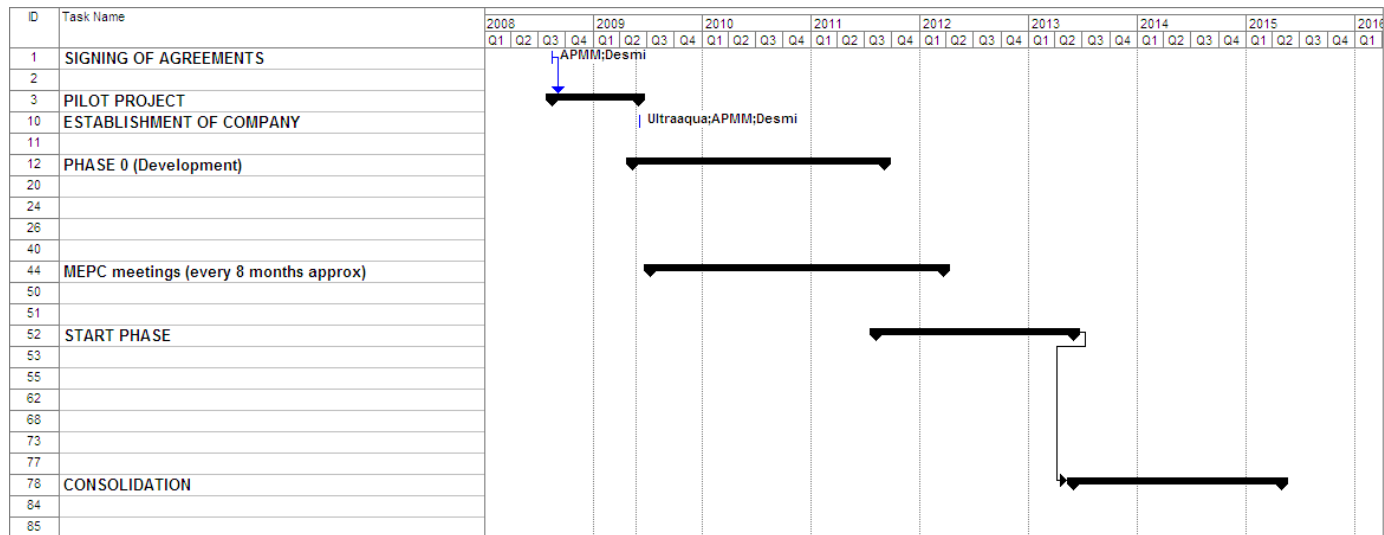 ID Task Name 2008 2009 2010 2011 2012 2013 2014 2015 2016
Q1 Q2 Q3 Q4 Q1 Q2 Q3 Q4 Q1 Q2 Q3 Q4 Q1 Q2 Q3 Q4 Q1 Q2 Q3 Q4 Q1 Q2 Q3 Q4 Q1 Q2 Q3 Q4 Q1 Q2 Q3 Q4 Q1
1 SIGNING OF AGREEMENTS APMM;Desmi
2
3 PILOT PROJECT
10 ESTABLISHMENT OF COMPANY Ultraaqua;APMM;Desmi
11
12 PHASE 0 (Development)
20
24
26
40
44 MEPC meetings (every 8 months approx)
50
51
52 START PHASE
53
55
62
68
73
77
78 CONSOLIDATION
84
85